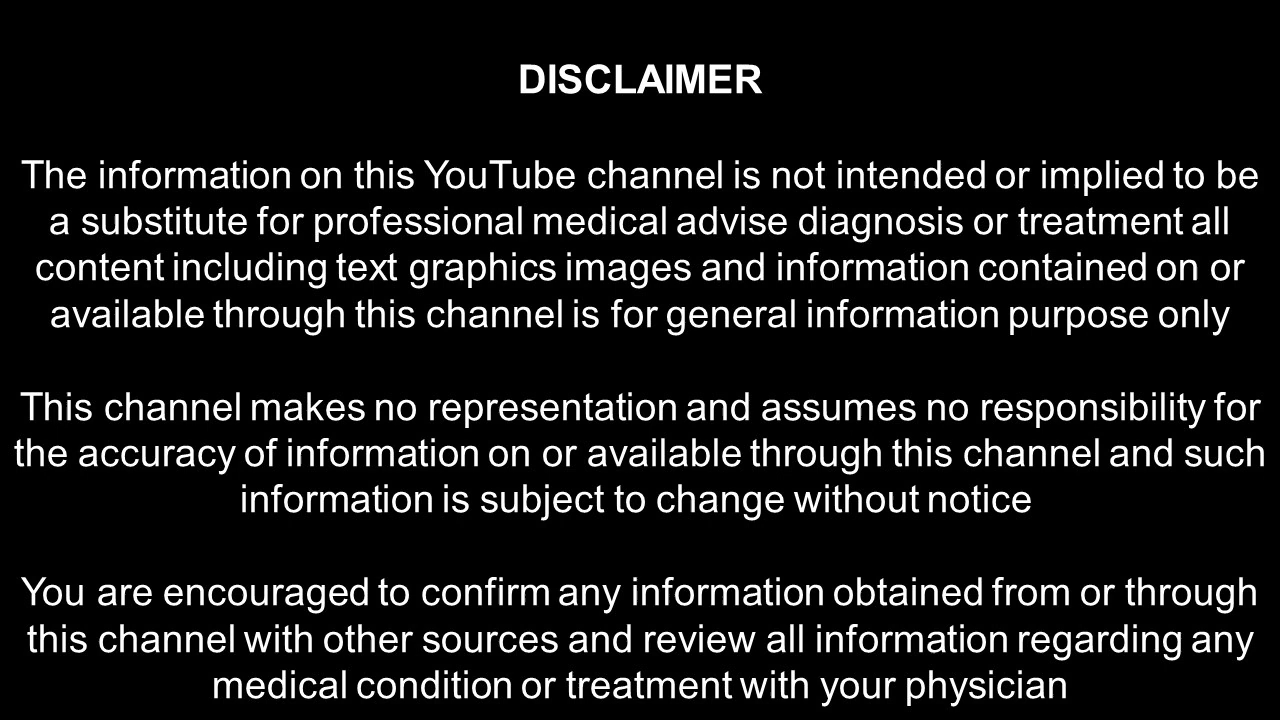 DISCLAIMER
The information on this YouTube channel is not intended or implied to be
a substitute for professional medical advise diagnosis or treatment all
content including text graphics images and information contained on or
available through this channel is for general information purpose only
This channel makes no representation and assumes no responsibility for
the accuracy of information on or available through this channel and such
information is subject to change without notice
You are encouraged to confirm any information obtained from or through
this channel with other sources and review all information regarding any
medical condition or treatment with your physician